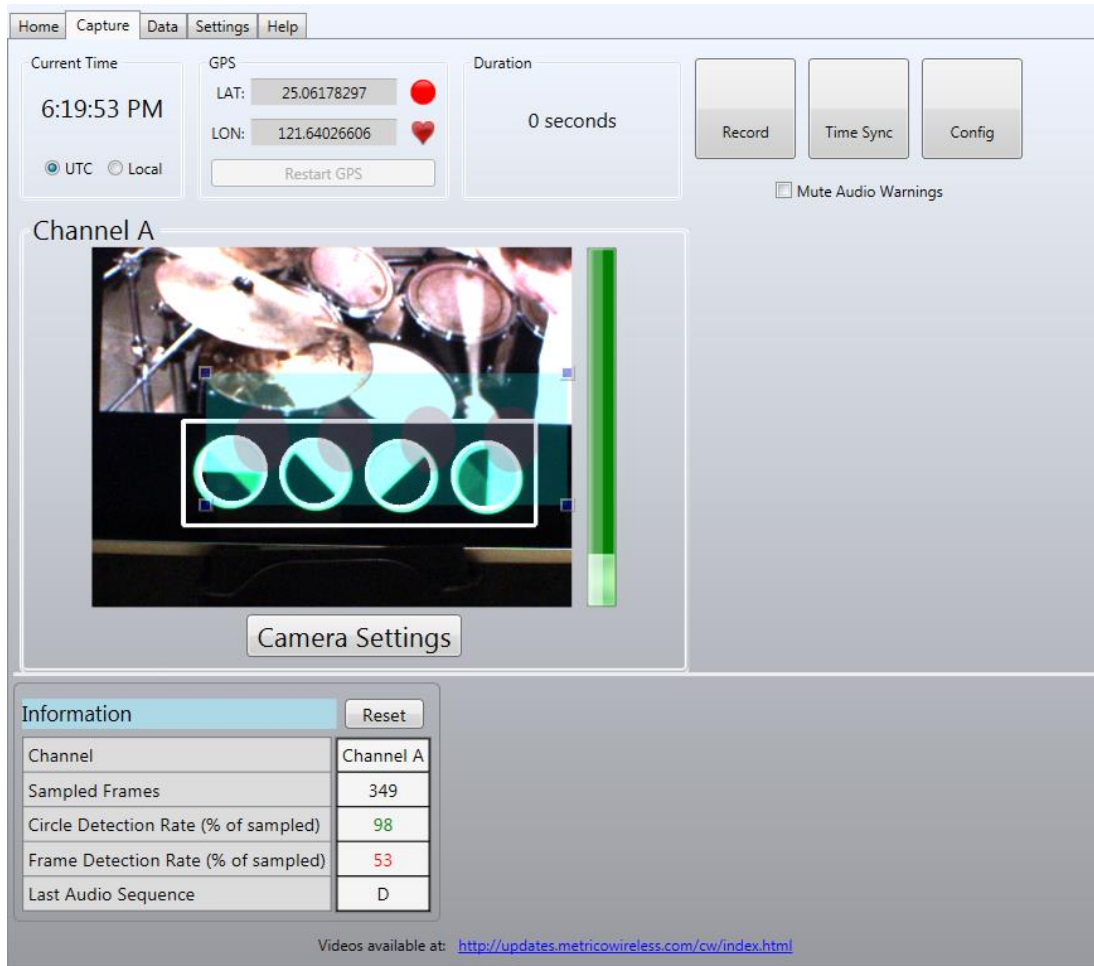 Home Capture Data Settings Help
Current Time
6:19:53 PM
UTC Local
GPS
LAT: 25.06178297
LON: 121.64026606
Restart GPS
Duration
0 seconds
Record Time Sync Config
Mute Audio Warnings
Channel A
Camera Settings
Information Reset
Channel Channel A
Sampled Frames 349
Circle Detection Rate (% of sampled) 98
Frame Detection Rate (% of sampled) 53
Last Audio Sequence D
Videos available at: http://updates.metricowireless.com/cw/index.html